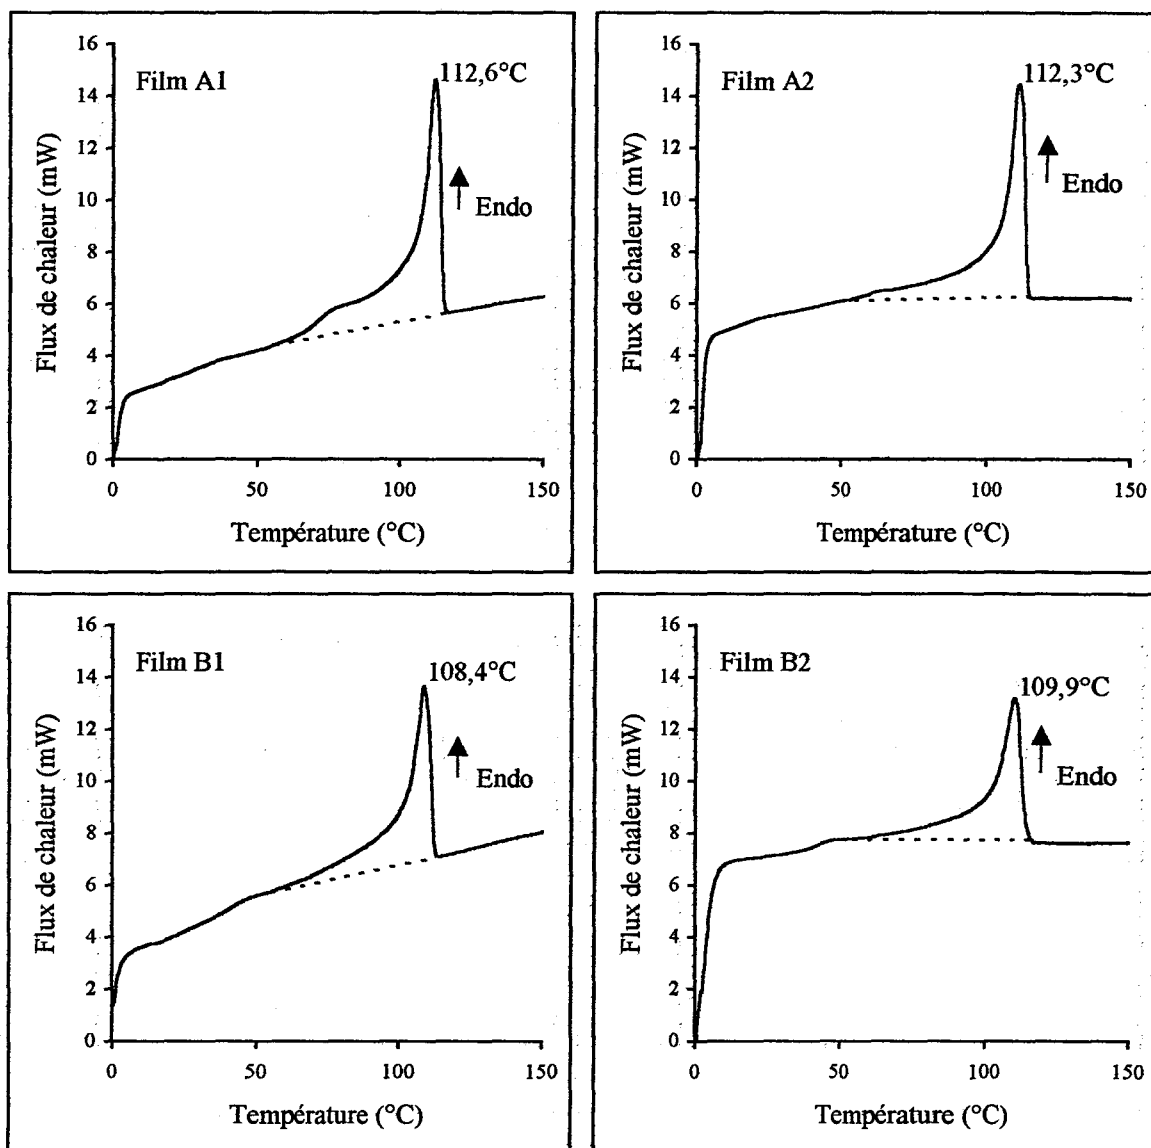 Film A1
112,6°C
Endo
Flux de chaleur (mW)
16
14
12
10
8
6
4
2
0
0 50 100 150
Température (°C)
Film A2
112,3°C
Endo
Flux de chaleur (mW)
16
14
12
10
8
6
4
2
0
0 50 100 150
Température (°C)
Film B1
108,4°C
Endo
Flux de chaleur (mW)
16
14
12
10
8
6
4
2
0
0 50 100 150
Température (°C)
Film B2
109,9°C
Endo
Flux de chaleur (mW)
16
14
12
10
8
6
4
2
0
0 50 100 150
Température (°C)